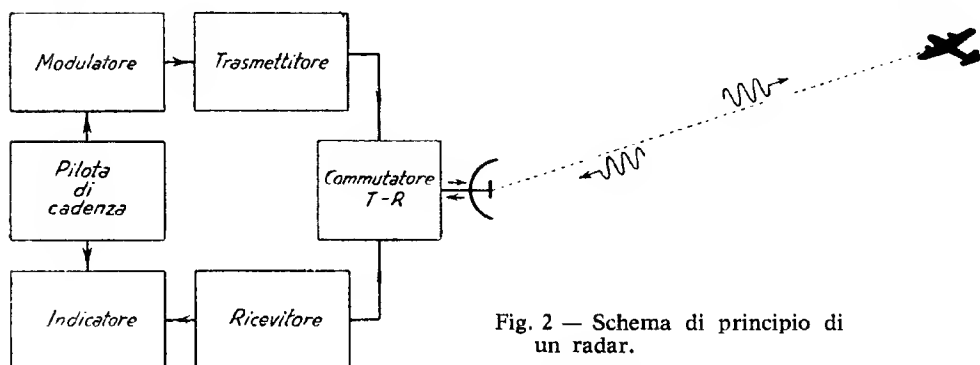 Modulatore
Trasmettitore
Pilota
di
cadenza
Commutatore
T-R
Indicatore
Ricevitore
Fig. 2 — Schema di principio di
un radar.